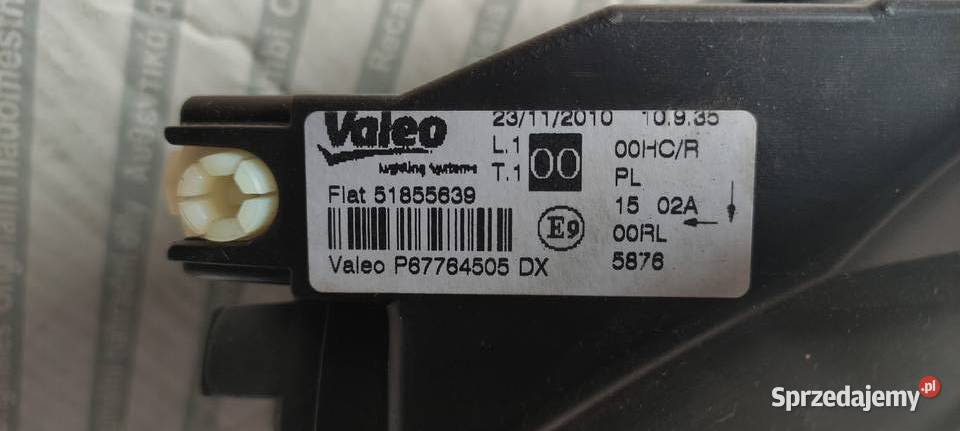 Valeo
lighting systems
23/11/2010 10.9.35
L.1
T.1
00
00HC/R
PL
15 02A
00RL
5876
Fiat 51855639
E9
Valeo P67764505 DX
Sprzedajemy.pl